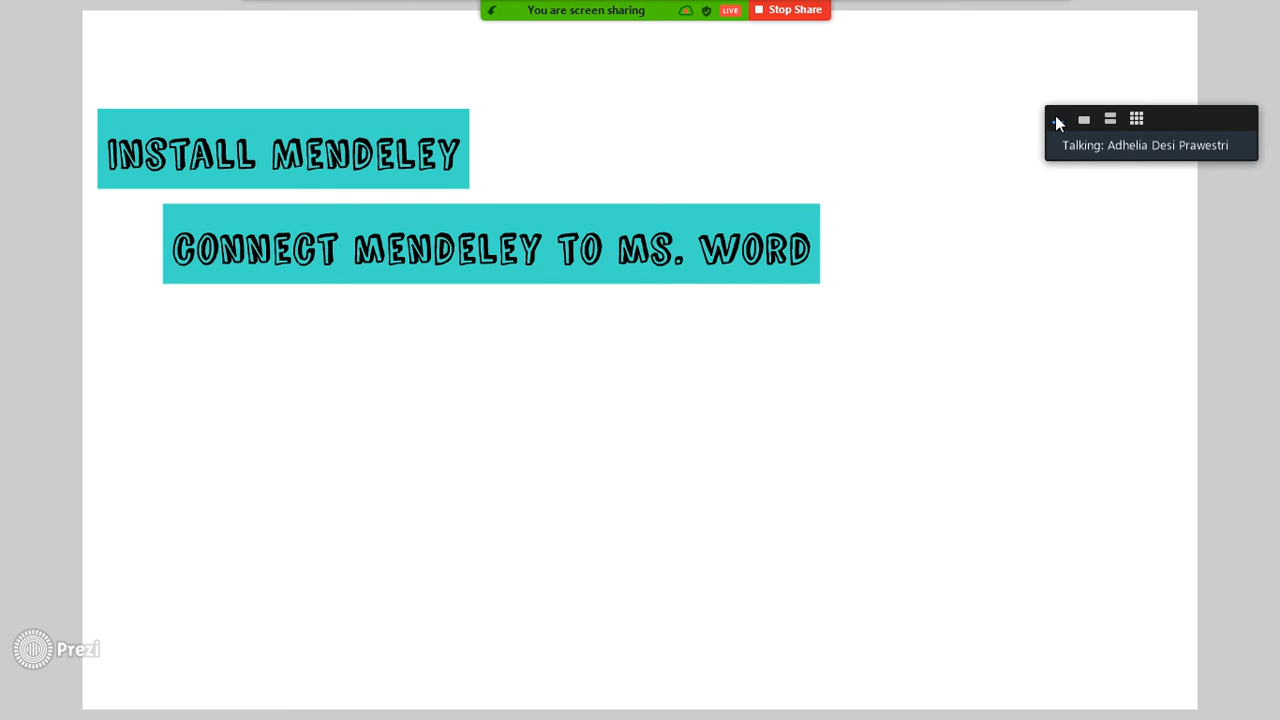 You are screen sharing
LIVE
Stop Share
INSTALL MENDELEY
Talking: Adhelia Desi Prawestri
CONNECT MENDELEY TO MS. WORD
Prezi